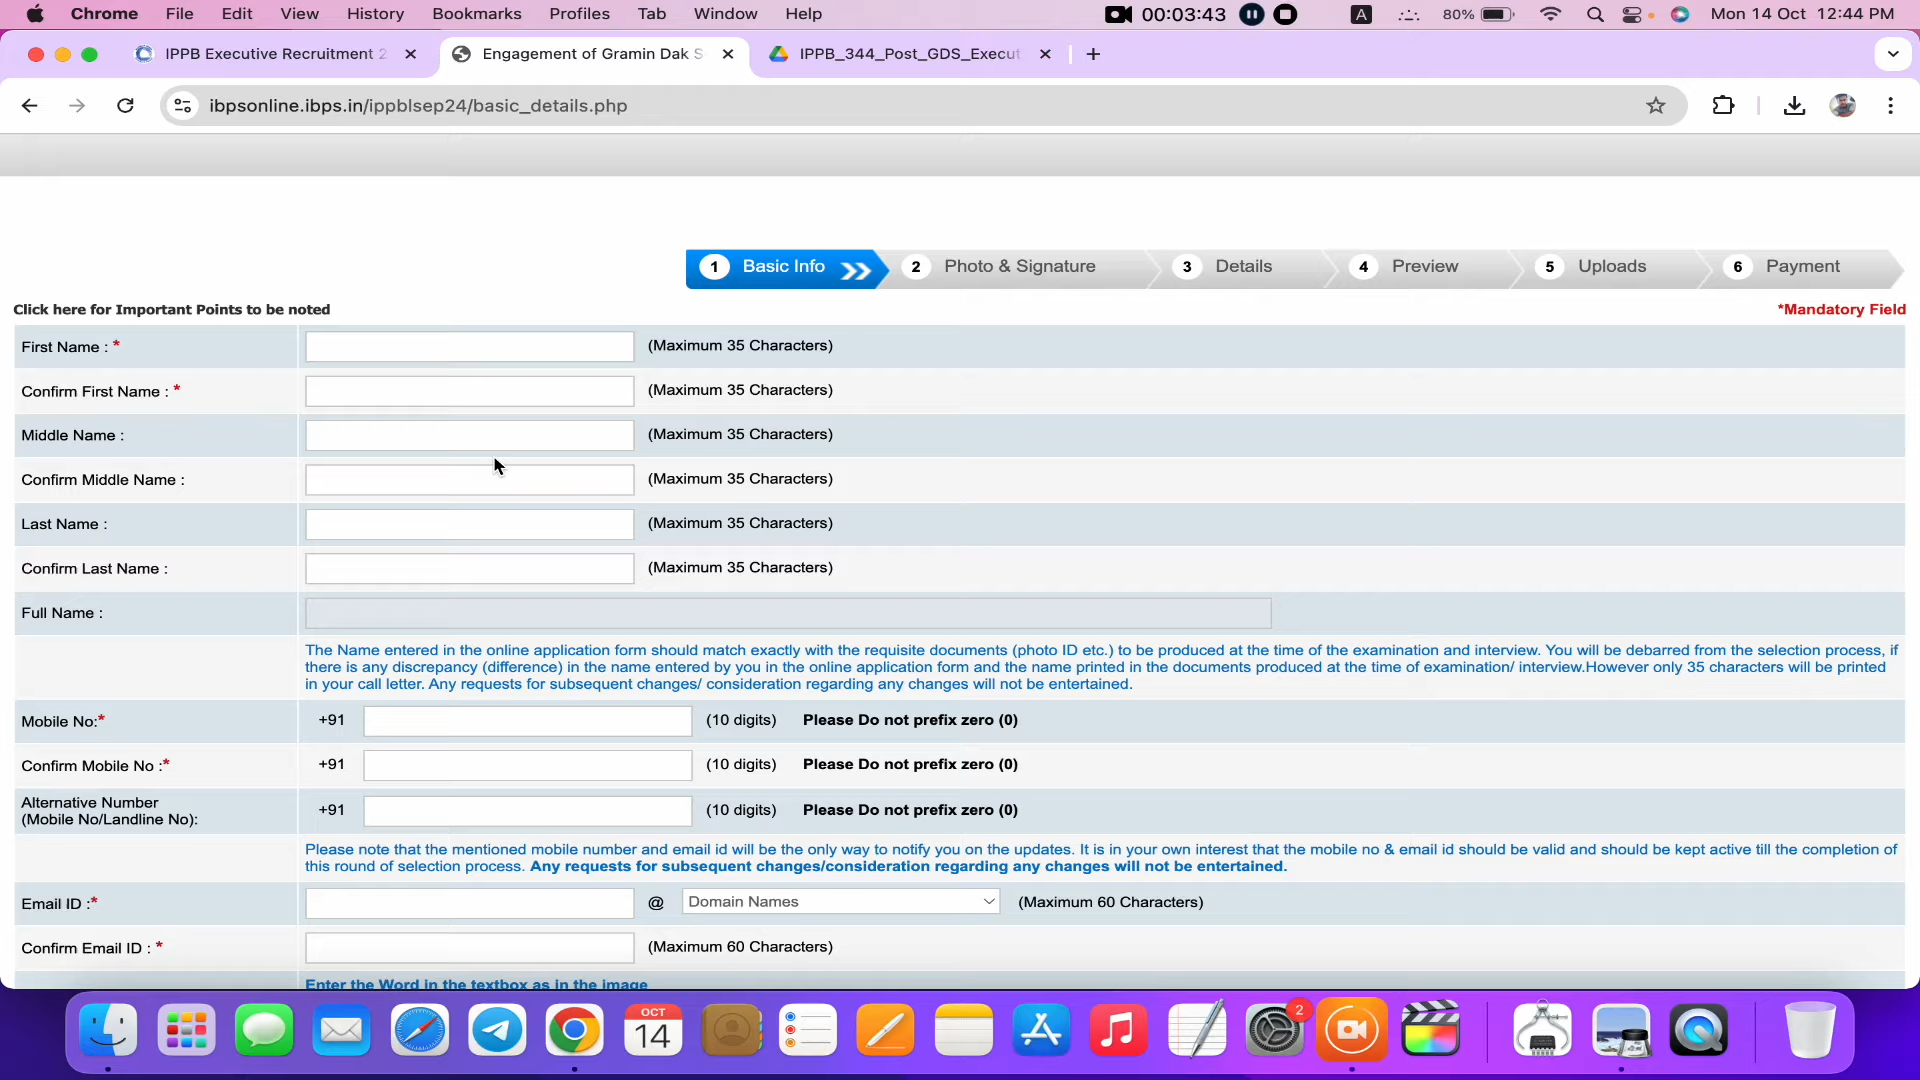 Chrome File Edit View History Bookmarks Profiles Tab Window Help 00:03:43 A 80% Mon 14 Oct 12:44 PM
IPPB Executive Recruitment 2 Engagement of Gramin Dak S IPPB_344_Post_GDS_Execut
ibpsonline.ibps.in/ippblsep24/basic_details.php
1 Basic Info 2 Photo & Signature 3 Details 4 Preview 5 Uploads 6 Payment
Click here for Important Points to be noted *Mandatory Field
First Name : * (Maximum 35 Characters)
Confirm First Name : * (Maximum 35 Characters)
Middle Name : (Maximum 35 Characters)
Confirm Middle Name : (Maximum 35 Characters)
Last Name : (Maximum 35 Characters)
Confirm Last Name : (Maximum 35 Characters)
Full Name :
The Name entered in the online application form should match exactly with the requisite documents (photo ID etc.) to be produced at the time of the examination and interview. You will be debarred from the selection process, if
there is any discrepancy (difference) in the name entered by you in the online application form and the name printed in the documents produced at the time of examination/ interview.However only 35 characters will be printed
in your call letter. Any requests for subsequent changes/ consideration regarding any changes will not be entertained.
Mobile No:* +91 (10 digits) Please Do not prefix zero (0)
Confirm Mobile No :* +91 (10 digits) Please Do not prefix zero (0)
Alternative Number
(Mobile No/Landline No): +91 (10 digits) Please Do not prefix zero (0)
Please note that the mentioned mobile number and email id will be the only way to notify you on the updates. It is in your own interest that the mobile no & email id should be valid and should be kept active till the completion of
this round of selection process. Any requests for subsequent changes/consideration regarding any changes will not be entertained.
Email ID :* @ Domain Names (Maximum 60 Characters)
Confirm Email ID : * (Maximum 60 Characters)
Enter the Word in the textbox as in the image
OCT
14
2